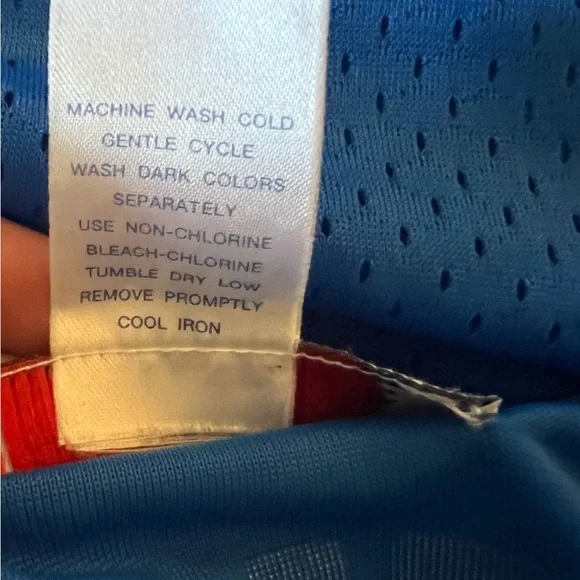 MACHINE WASH COLD
GENTLE CYCLE
WASH DARK COLORS
SEPARATELY
USE NON-CHLORINE
BLEACH-CHLORINE
TUMBLE DRY LOW
REMOVE PROMPTLY
COOL IRON